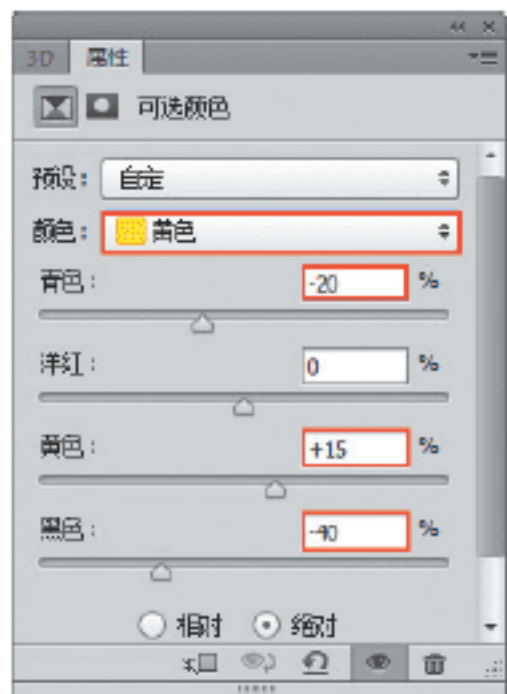 3D 属性
可选颜色
预设： 自定
颜色： 黄色
青色： -20 %
洋红： 0 %
黄色： +15 %
黑色： -40 %
相对 绝对